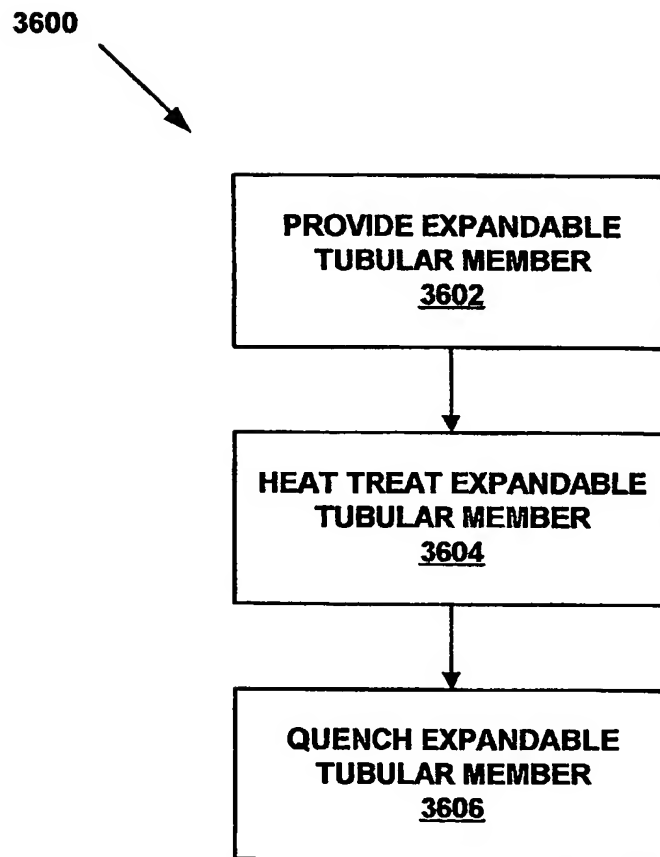 3600
PROVIDE EXPANDABLE
TUBULAR MEMBER
3602
HEAT TREAT EXPANDABLE
TUBULAR MEMBER
3604
QUENCH EXPANDABLE
TUBULAR MEMBER
3606